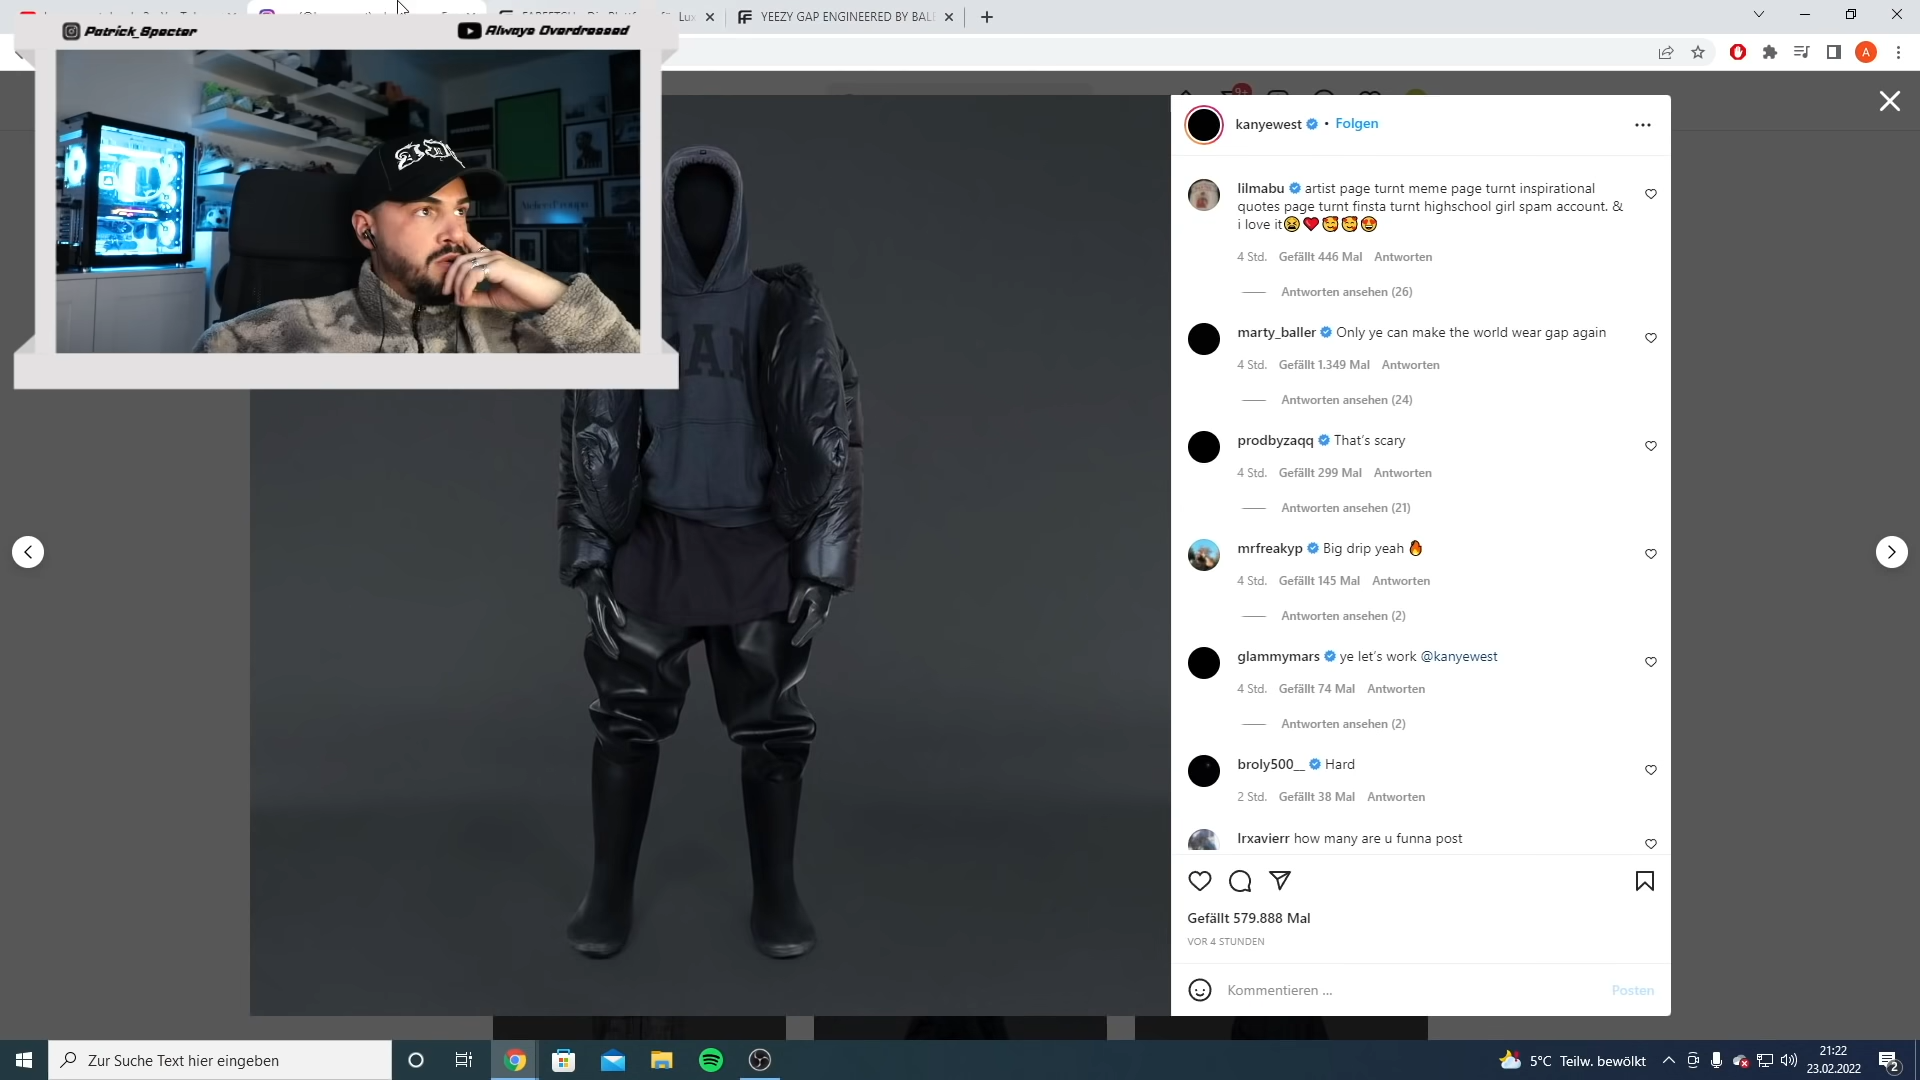 YEEZY GAP ENGINEERED BY BALE
Patrick_Specter
Always Overdressed
A
kanyewest • Folgen
lilmabu artist page turnt meme page turnt inspirational
quotes page turnt finsta turnt highschool girl spam account. &
i love it😫❤️🥰🥰😍
4 Std. Gefällt 446 Mal Antworten
Antworten ansehen (26)
marty_baller Only ye can make the world wear gap again
4 Std. Gefällt 1.349 Mal Antworten
Antworten ansehen (24)
prodbyzaqq That's scary
4 Std. Gefällt 299 Mal Antworten
Antworten ansehen (21)
mrfreakyp Big drip yeah 🔥
4 Std. Gefällt 145 Mal Antworten
Antworten ansehen (2)
glammymars ye let's work @kanyewest
4 Std. Gefällt 74 Mal Antworten
Antworten ansehen (2)
broly500__ Hard
2 Std. Gefällt 38 Mal Antworten
lrxavierr how many are u funna post
Gefällt 579.888 Mal
VOR 4 STUNDEN
Kommentieren ...
Posten
Zur Suche Text hier eingeben
5°C Teilw. bewölkt
21:22
23.02.2022
2